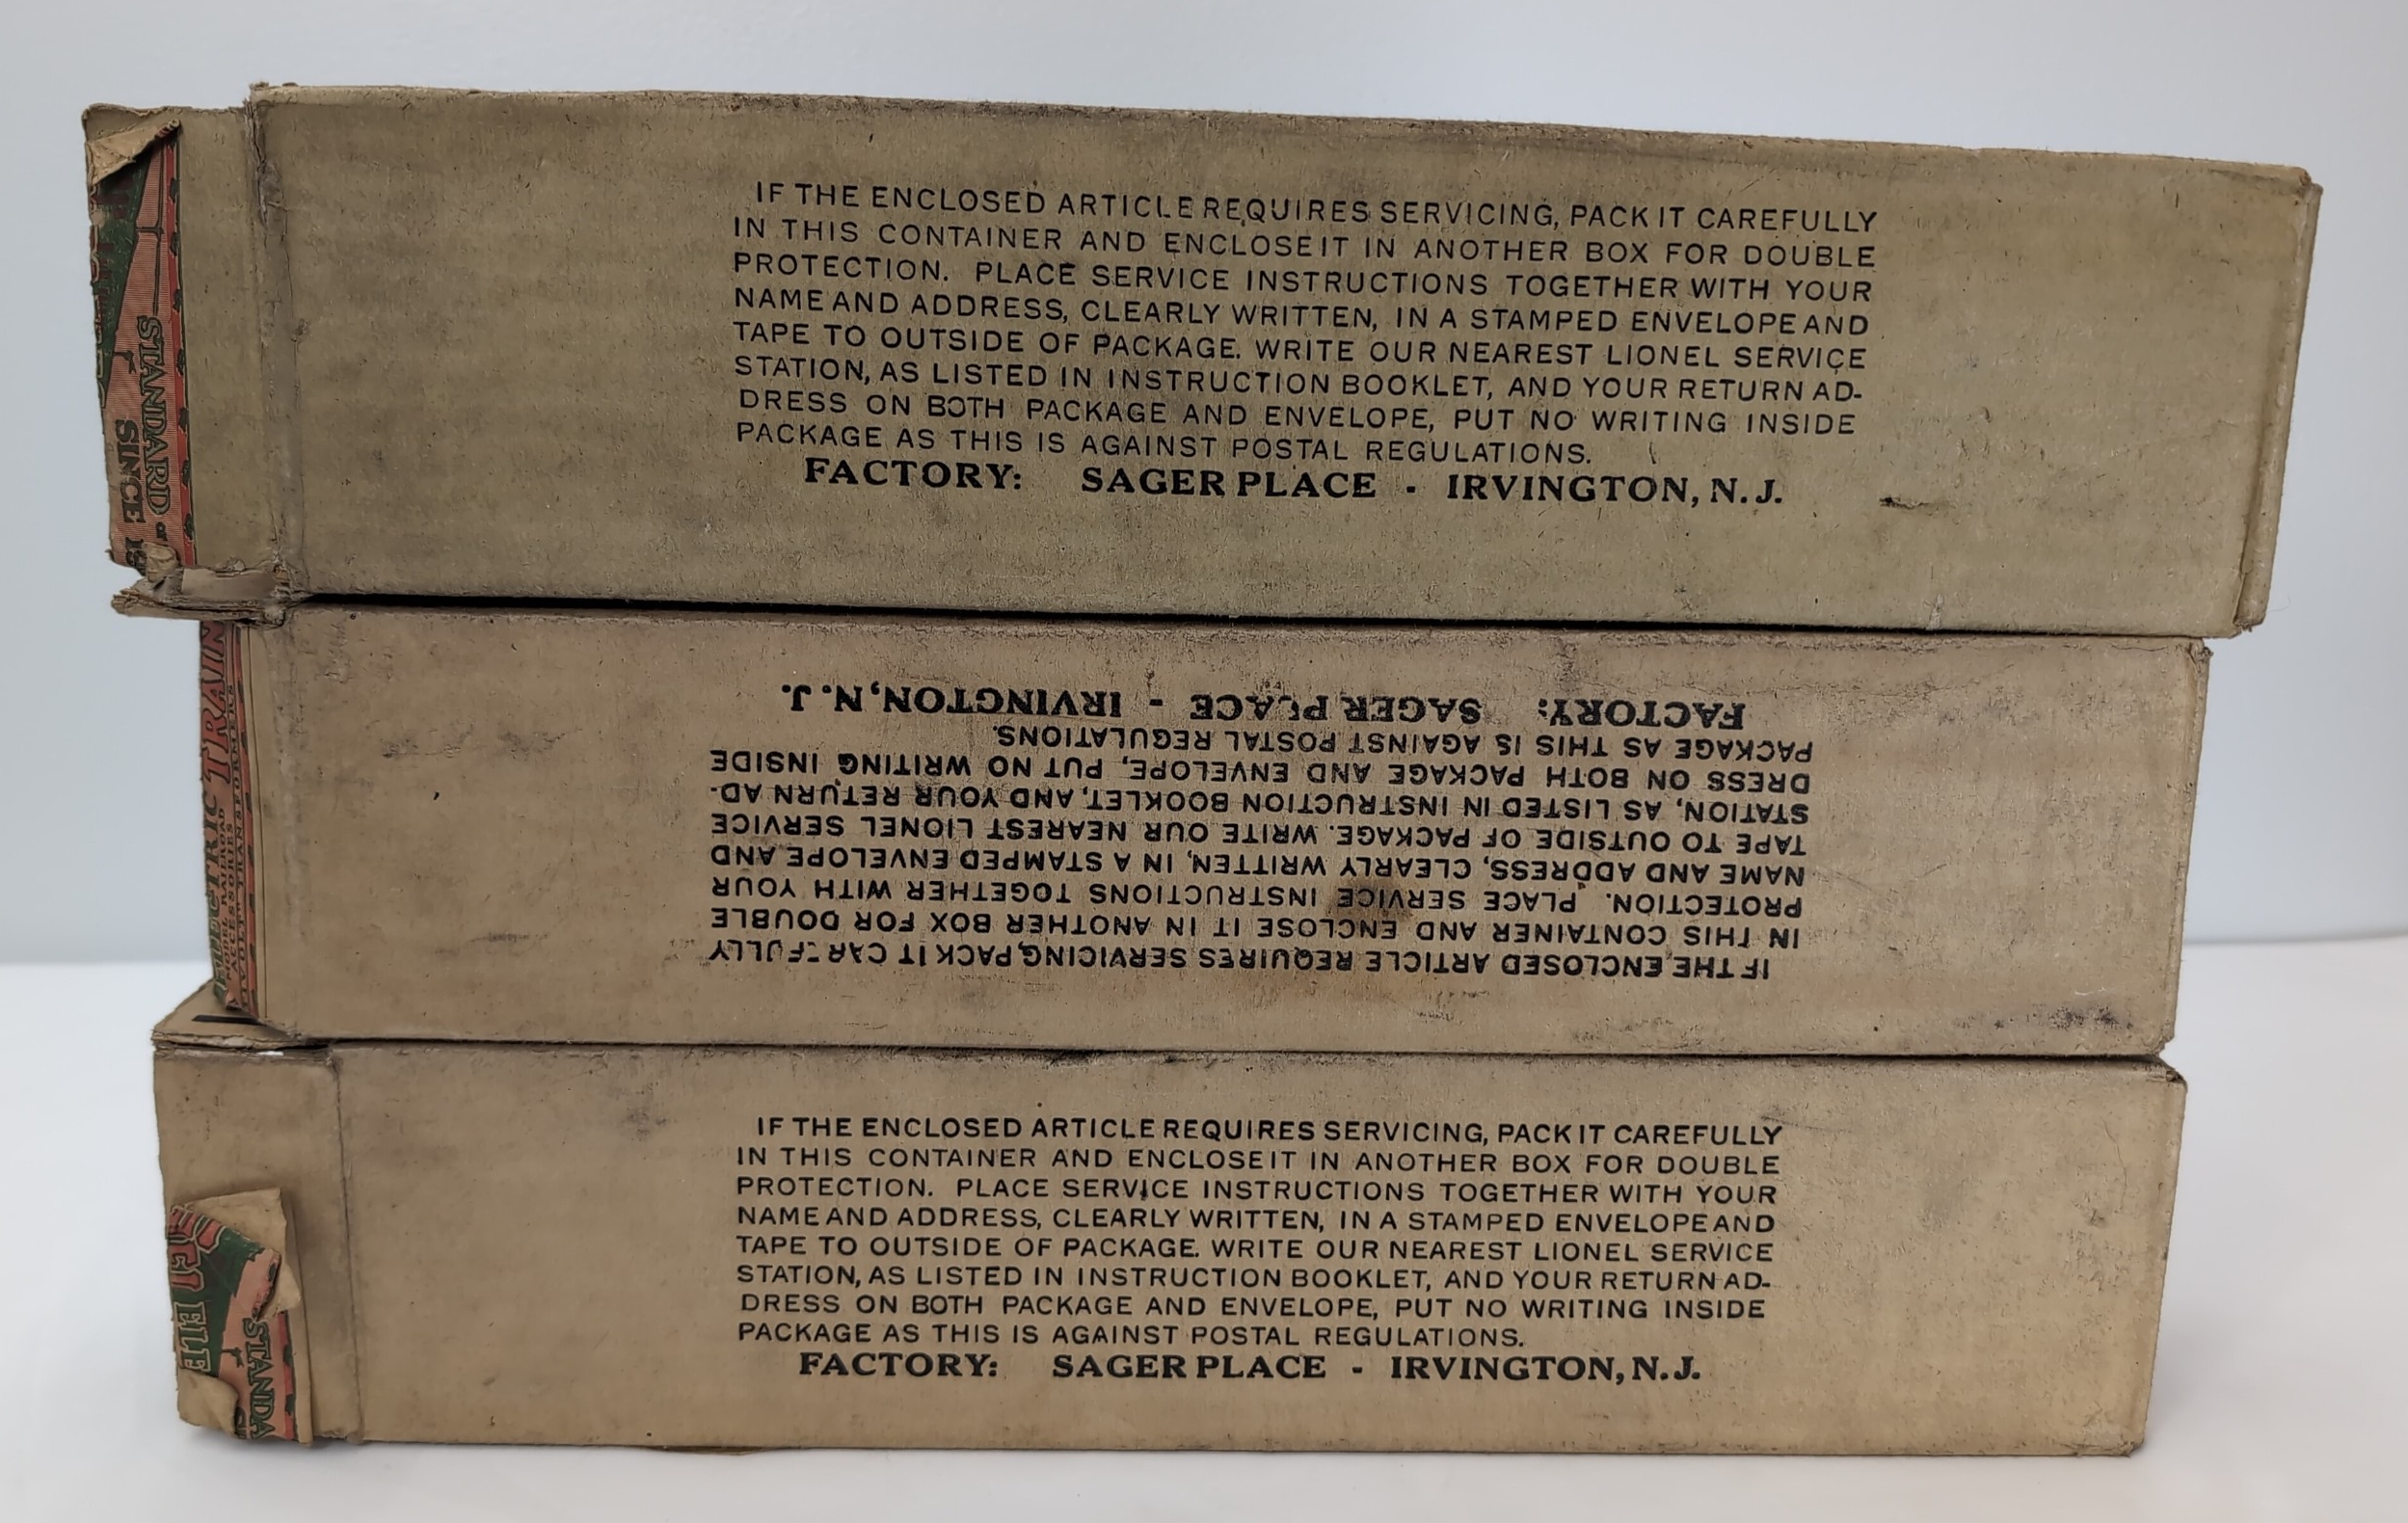 IF THE ENCLOSED ARTICLE REQUIRES SERVICING, PACK IT CAREFULLY
IN THIS CONTAINER AND ENCLOSE IT IN ANOTHER BOX FOR DOUBLE
PROTECTION. PLACE SERVICE INSTRUCTIONS TOGETHER WITH YOUR
NAME AND ADDRESS, CLEARLY WRITTEN, IN A STAMPED ENVELOPE AND
TAPE TO OUTSIDE OF PACKAGE. WRITE OUR NEAREST LIONEL SERVICE
STATION, AS LISTED IN INSTRUCTION BOOKLET, AND YOUR RETURN AD-
DRESS ON BOTH PACKAGE AND ENVELOPE, PUT NO WRITING INSIDE
PACKAGE AS THIS IS AGAINST POSTAL REGULATIONS.
FACTORY: SAGER PLACE - IRVINGTON, N.J.
STANDARD OF
SINCE
IF THE ENCLOSED ARTICLE REQUIRES SERVICING, PACK IT CAREFULLY
IN THIS CONTAINER AND ENCLOSE IT IN ANOTHER BOX FOR DOUBLE
PROTECTION. PLACE SERVICE INSTRUCTIONS TOGETHER WITH YOUR
NAME AND ADDRESS, CLEARLY WRITTEN, IN A STAMPED ENVELOPE AND
TAPE TO OUTSIDE OF PACKAGE. WRITE OUR NEAREST LIONEL SERVICE
STATION, AS LISTED IN INSTRUCTION BOOKLET, AND YOUR RETURN AD-
DRESS ON BOTH PACKAGE AND ENVELOPE, PUT NO WRITING INSIDE
PACKAGE AS THIS IS AGAINST POSTAL REGULATIONS.
FACTORY: SAGER PLACE - IRVINGTON, N.J.
ELECTRIC TRAIN
MODEL RAILROAD
ACCESSORIES
TRANSFORMERS
IF THE ENCLOSED ARTICLE REQUIRES SERVICING, PACK IT CAREFULLY
IN THIS CONTAINER AND ENCLOSE IT IN ANOTHER BOX FOR DOUBLE
PROTECTION. PLACE SERVICE INSTRUCTIONS TOGETHER WITH YOUR
NAME AND ADDRESS, CLEARLY WRITTEN, IN A STAMPED ENVELOPE AND
TAPE TO OUTSIDE OF PACKAGE. WRITE OUR NEAREST LIONEL SERVICE
STATION, AS LISTED IN INSTRUCTION BOOKLET, AND YOUR RETURN AD-
DRESS ON BOTH PACKAGE AND ENVELOPE, PUT NO WRITING INSIDE
PACKAGE AS THIS IS AGAINST POSTAL REGULATIONS.
FACTORY: SAGER PLACE - IRVINGTON, N.J.
ELE
STANDA